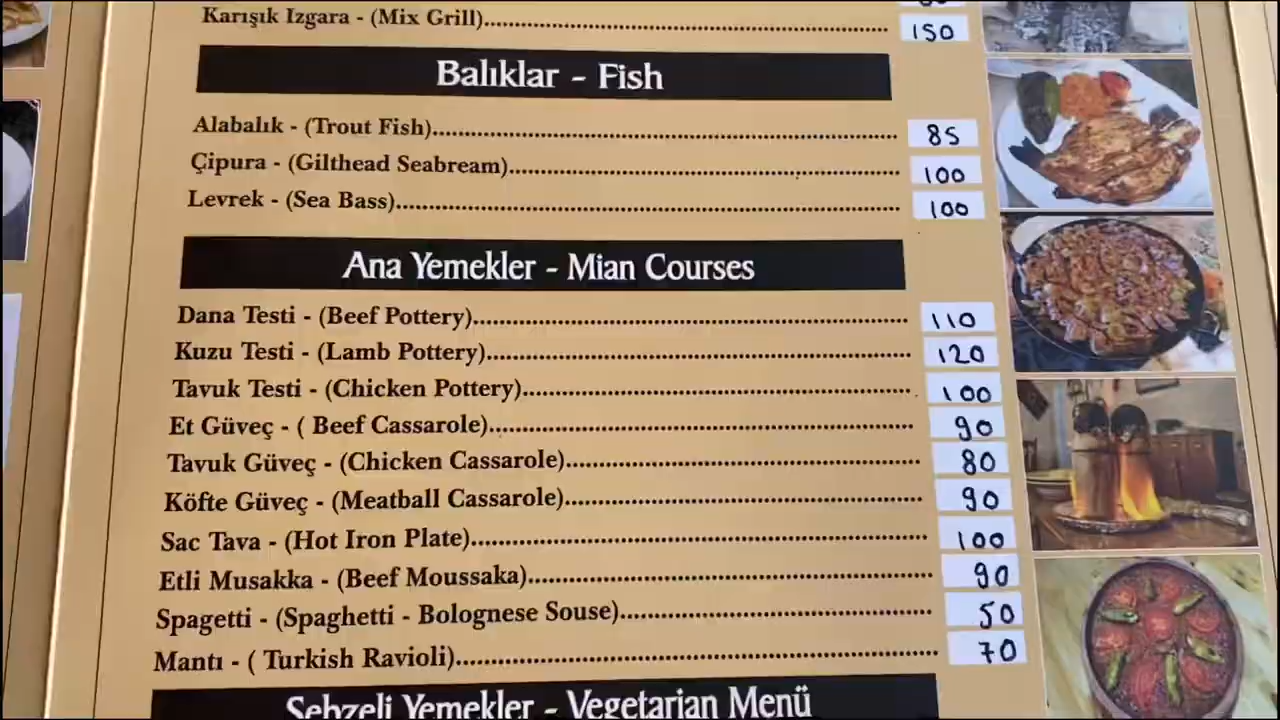 Karışık Izgara - (Mix Grill)........ 150
Balıklar - Fish
Alabalık - (Trout Fish)........ 85
Çipura - (Gilthead Seabream)........ 100
Levrek - (Sea Bass)........ 100
Ana Yemekler - Mian Courses
Dana Testi - (Beef Pottery)........ 110
Kuzu Testi - (Lamb Pottery)........ 120
Tavuk Testi - (Chicken Pottery)........ 100
Et Güveç - ( Beef Cassarole)........ 90
Tavuk Güveç - (Chicken Cassarole)........ 80
Köfte Güveç - (Meatball Cassarole)........ 90
Sac Tava - (Hot Iron Plate)........ 100
Etli Musakka - (Beef Moussaka)........ 90
Spagetti - (Spaghetti - Bolognese Souse)........ 50
Mantı - ( Turkish Ravioli)........ 70
Sebzeli Yemekler - Vegetarian Menü